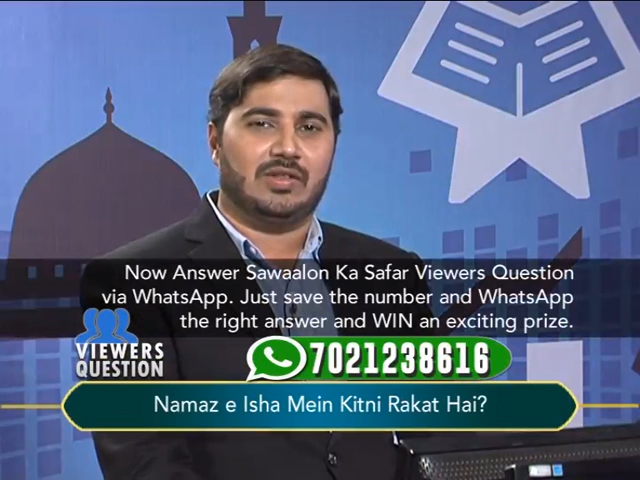 Now Answer Sawaalon Ka Safar Viewers Question
via WhatsApp. Just save the number and WhatsApp
the right answer and WIN an exciting prize.
VIEWERS
QUESTION
7021238616
Namaz e Isha Mein Kitni Rakat Hai?